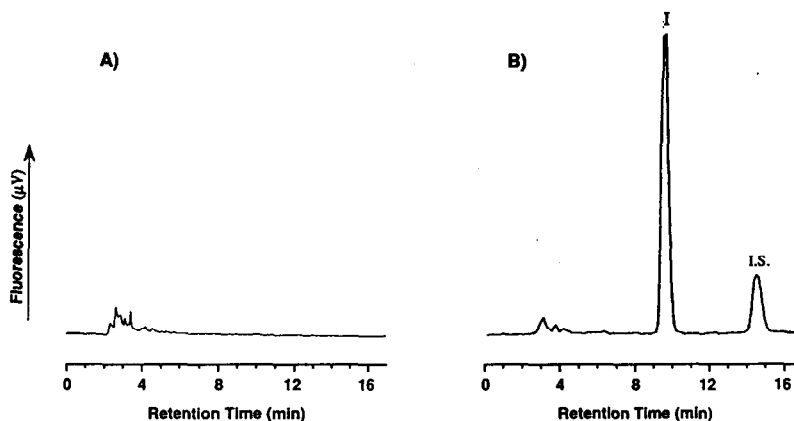 A)
Fluorescence (µV)
0 4 8 12 16
Retention Time (min)
B)
I
I.S.
0 4 8 12 16
Retention Time (min)